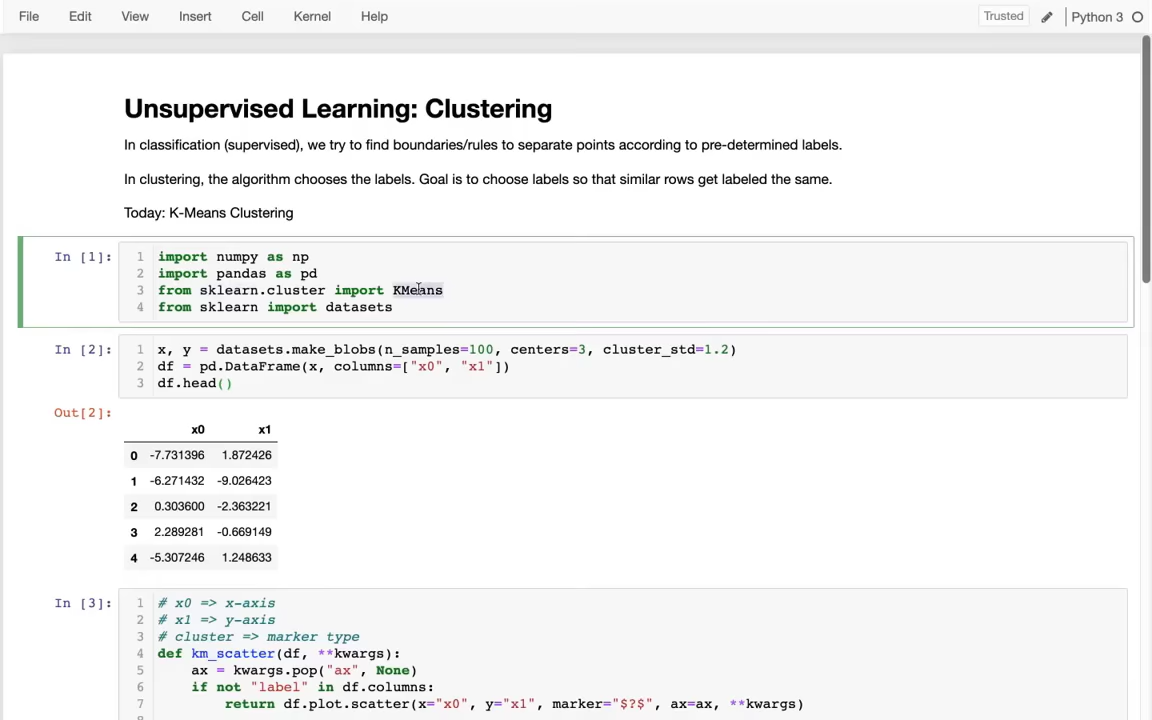 File Edit View Insert Cell Kernel Help Trusted Python 3
Unsupervised Learning: Clustering
In classification (supervised), we try to find boundaries/rules to separate points according to pre-determined labels.
In clustering, the algorithm chooses the labels. Goal is to choose labels so that similar rows get labeled the same.
Today: K-Means Clustering
In [1]: 1 import numpy as np
2 import pandas as pd
3 from sklearn.cluster import KMeans
4 from sklearn import datasets
In [2]: 1 x, y = datasets.make_blobs(n_samples=100, centers=3, cluster_std=1.2)
2 df = pd.DataFrame(x, columns=["x0", "x1"])
3 df.head()
Out[2]:
x0 x1
0 -7.731396 1.872426
1 -6.271432 -9.026423
2 0.303600 -2.363221
3 2.289281 -0.669149
4 -5.307246 1.248633
In [3]: 1 # x0 => x-axis
2 # x1 => y-axis
3 # cluster => marker type
4 def km_scatter(df, **kwargs):
5     ax = kwargs.pop("ax", None)
6     if not "label" in df.columns:
7         return df.plot.scatter(x="x0", y="x1", marker="$?$", ax=ax, **kwargs)
8